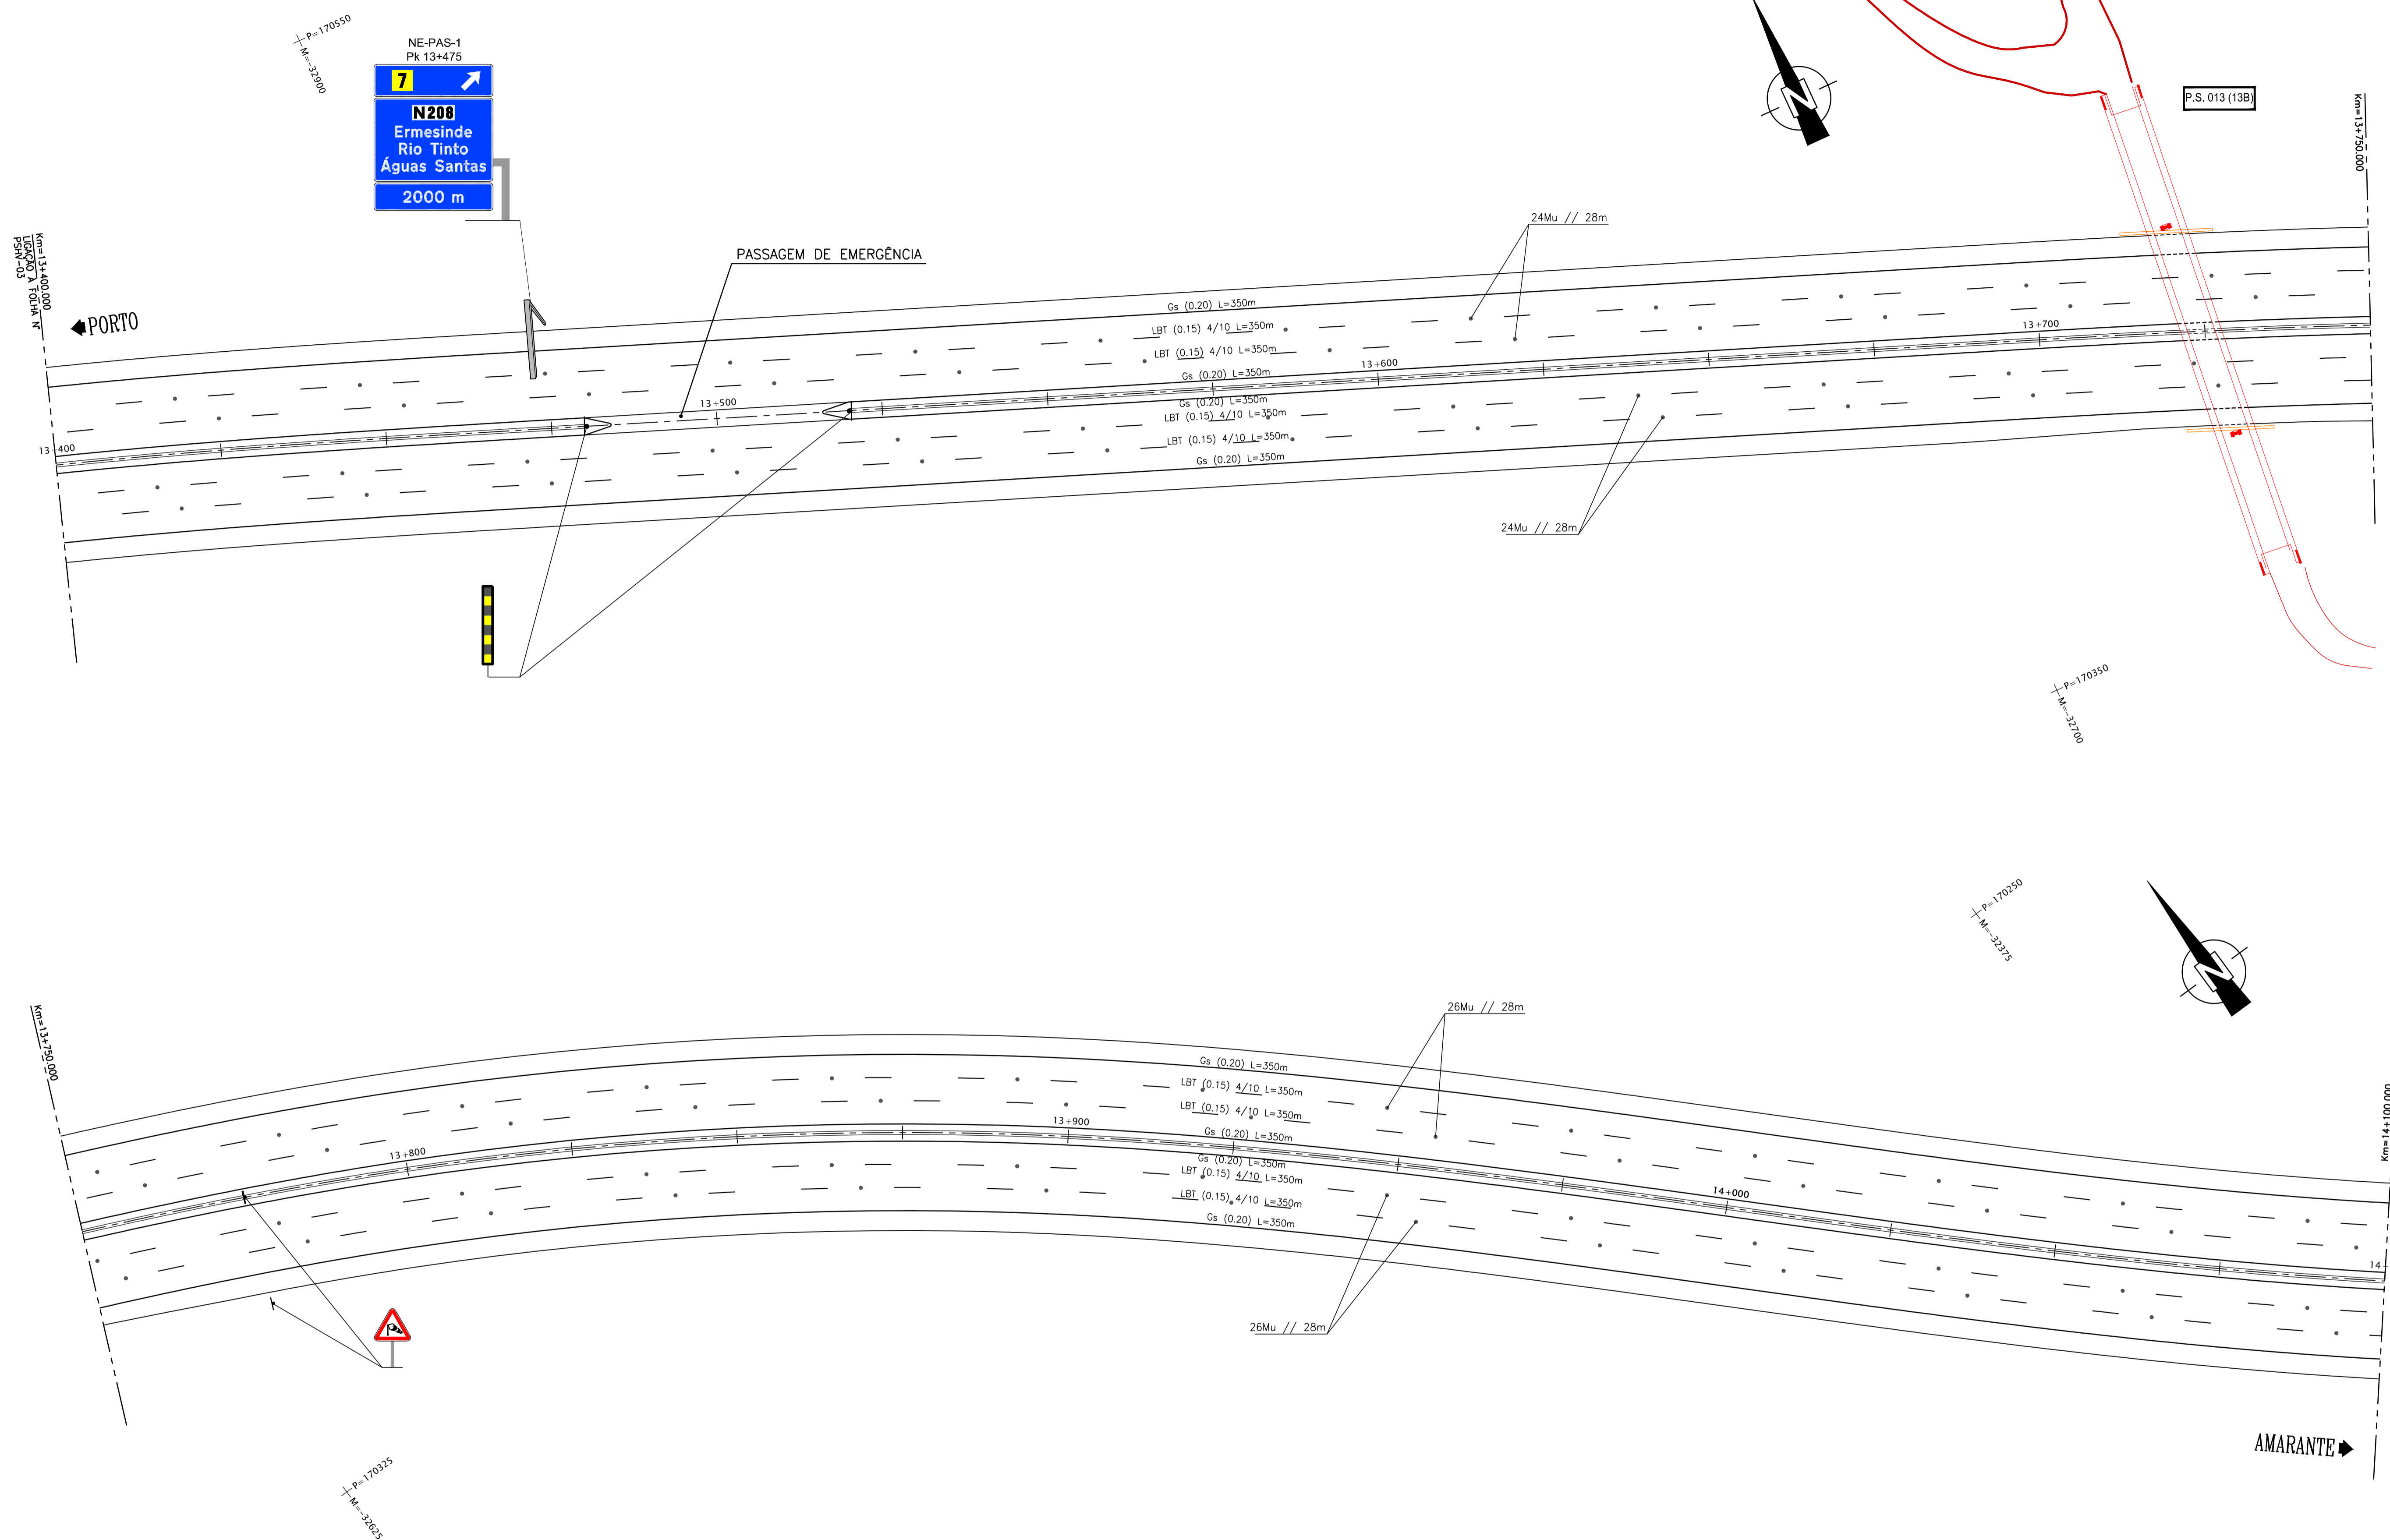 P=170550
M=-32900
NE-PAS-1
Pk 13+475
7
N208
Ermesinde
Rio Tinto
Águas Santas
2000 m
N
P.S. 013 (13B)
Km=13+750.000
Km=13+400.000
LIGAÇÃO À FOLHA Nº
PSHV-03
PORTO
PASSAGEM DE EMERGÊNCIA
24Mu // 28m
Gs (0.20) L=350m
LBT (0.15) 4/10 L=350m
LBT (0.15) 4/10 L=350m
Gs (0.20) L=350m
Gs (0.20) L=350m
LBT (0.15) 4/10 L=350m
LBT (0.15) 4/10 L=350m
Gs (0.20) L=350m
13+400
13+500
13+600
13+700
24Mu // 28m
P=170350
M=-32700
P=170250
M=-32375
N
Km=13+750.000
26Mu // 28m
Gs (0.20) L=350m
LBT (0.15) 4/10 L=350m
LBT (0.15) 4/10 L=350m
Gs (0.20) L=350m
Gs (0.20) L=350m
LBT (0.15) 4/10 L=350m
LBT (0.15) 4/10 L=350m
Gs (0.20) L=350m
13+800
13+900
14+000
14
Km=14+100.000
26Mu // 28m
AMARANTE
P=170325
M=-32625